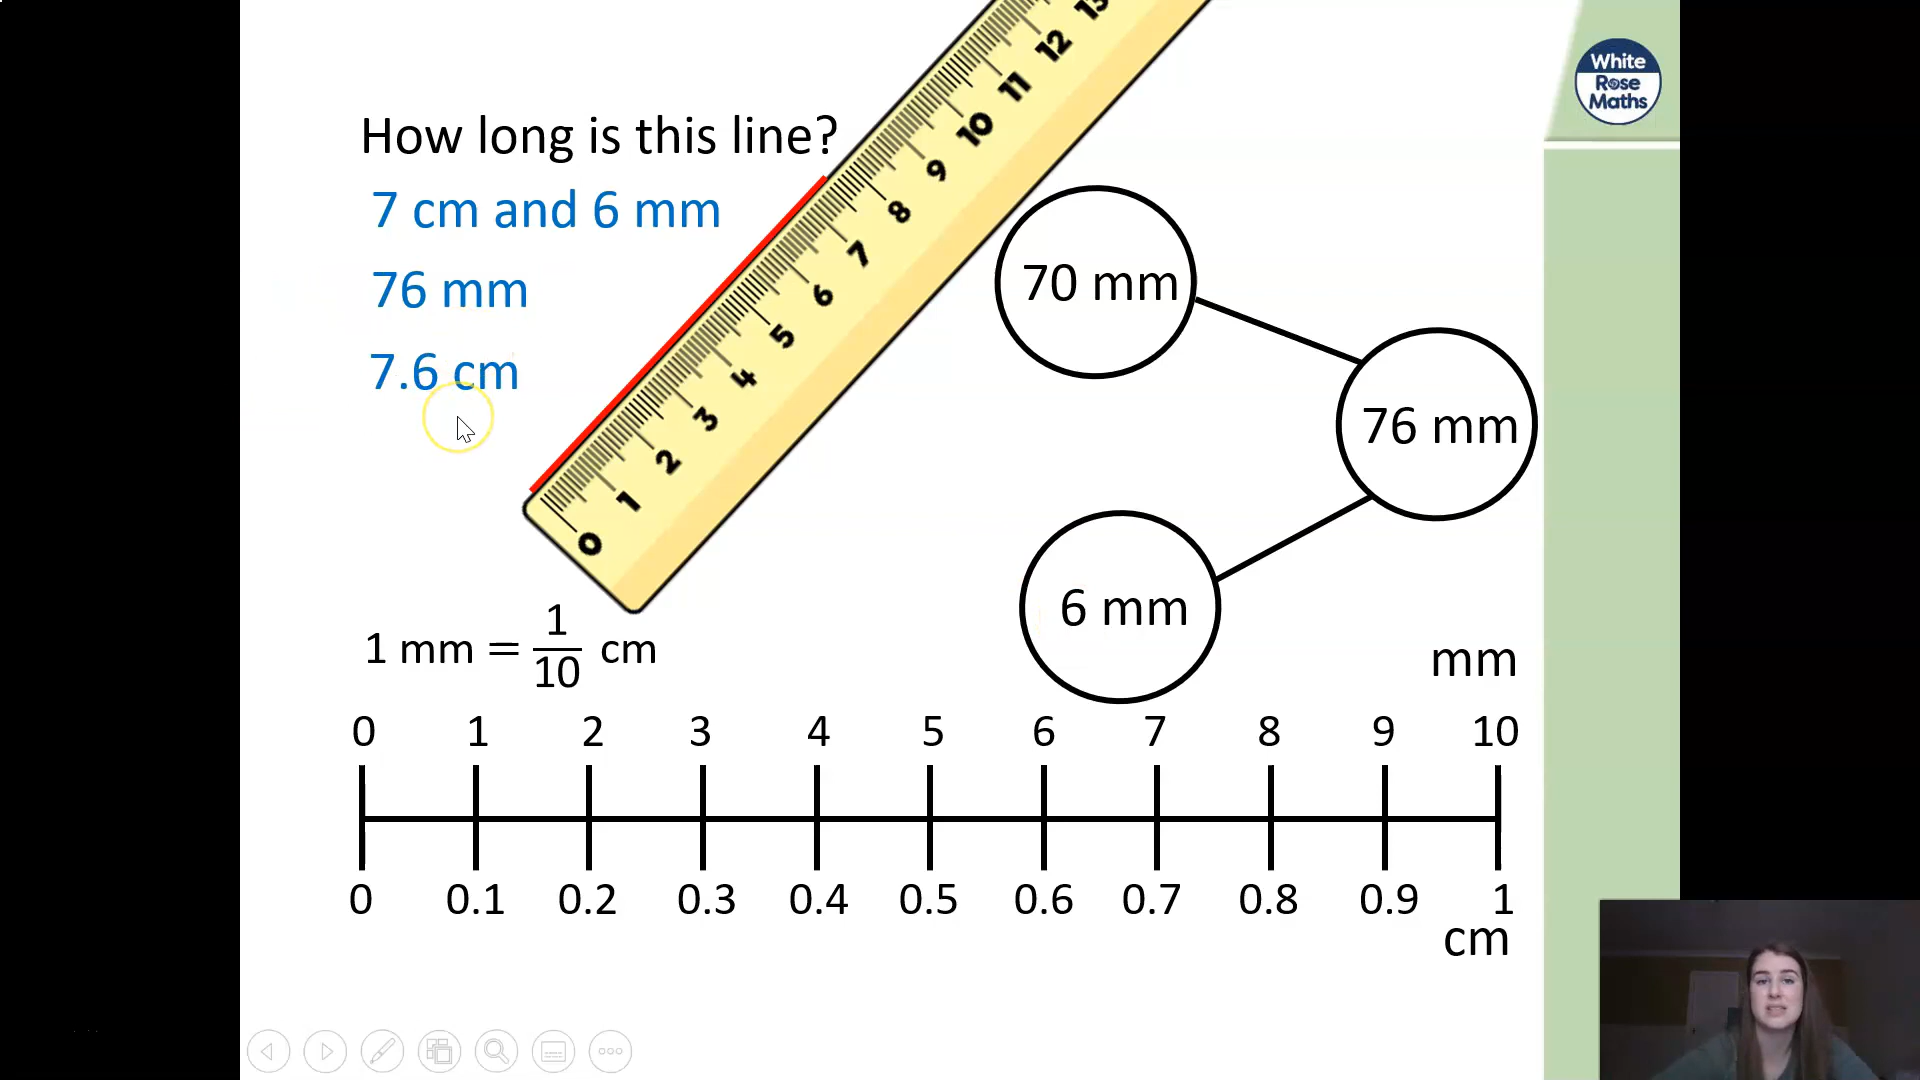 How long is this line?
7 cm and 6 mm
76 mm
7.6 cm
0 1 2 3 4 5 6 7 8 9 10 11 12 13
70 mm
76 mm
6 mm
White
Rose
Maths
1 mm = 1/10 cm
mm
0 1 2 3 4 5 6 7 8 9 10
0 0.1 0.2 0.3 0.4 0.5 0.6 0.7 0.8 0.9 1
cm